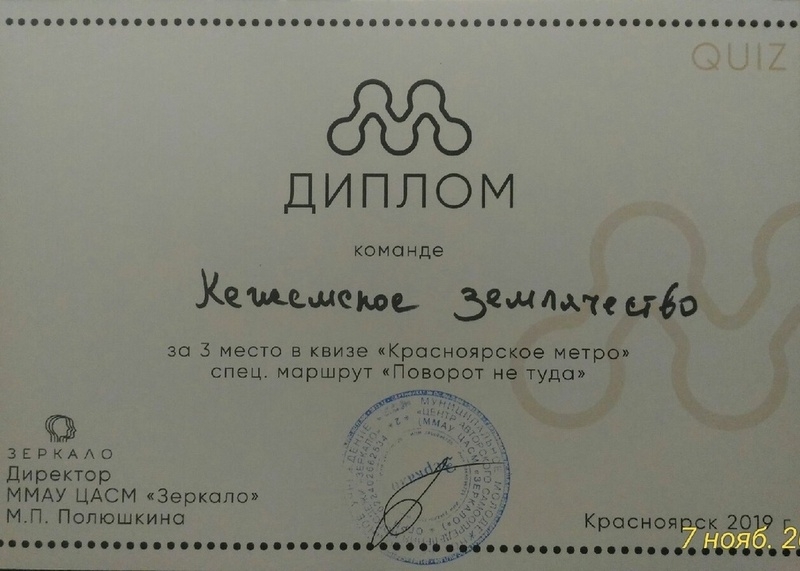 QUIZ
ДИПЛОМ
команде
Кежемское землячество
за 3 место в квизе «Красноярское метро»
спец. маршрут «Поворот не туда»
ЗЕРКАЛО
Директор
ММАУ ЦАСМ «Зеркало»
М.П. Полюшкина
Красноярск 2019 г.
7 нояб. 20